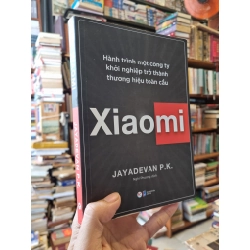 Hành trình một công ty
khởi nghiệp trở thành
thương hiệu toàn cầu
Xiaomi
JAYADEVAN P.K.